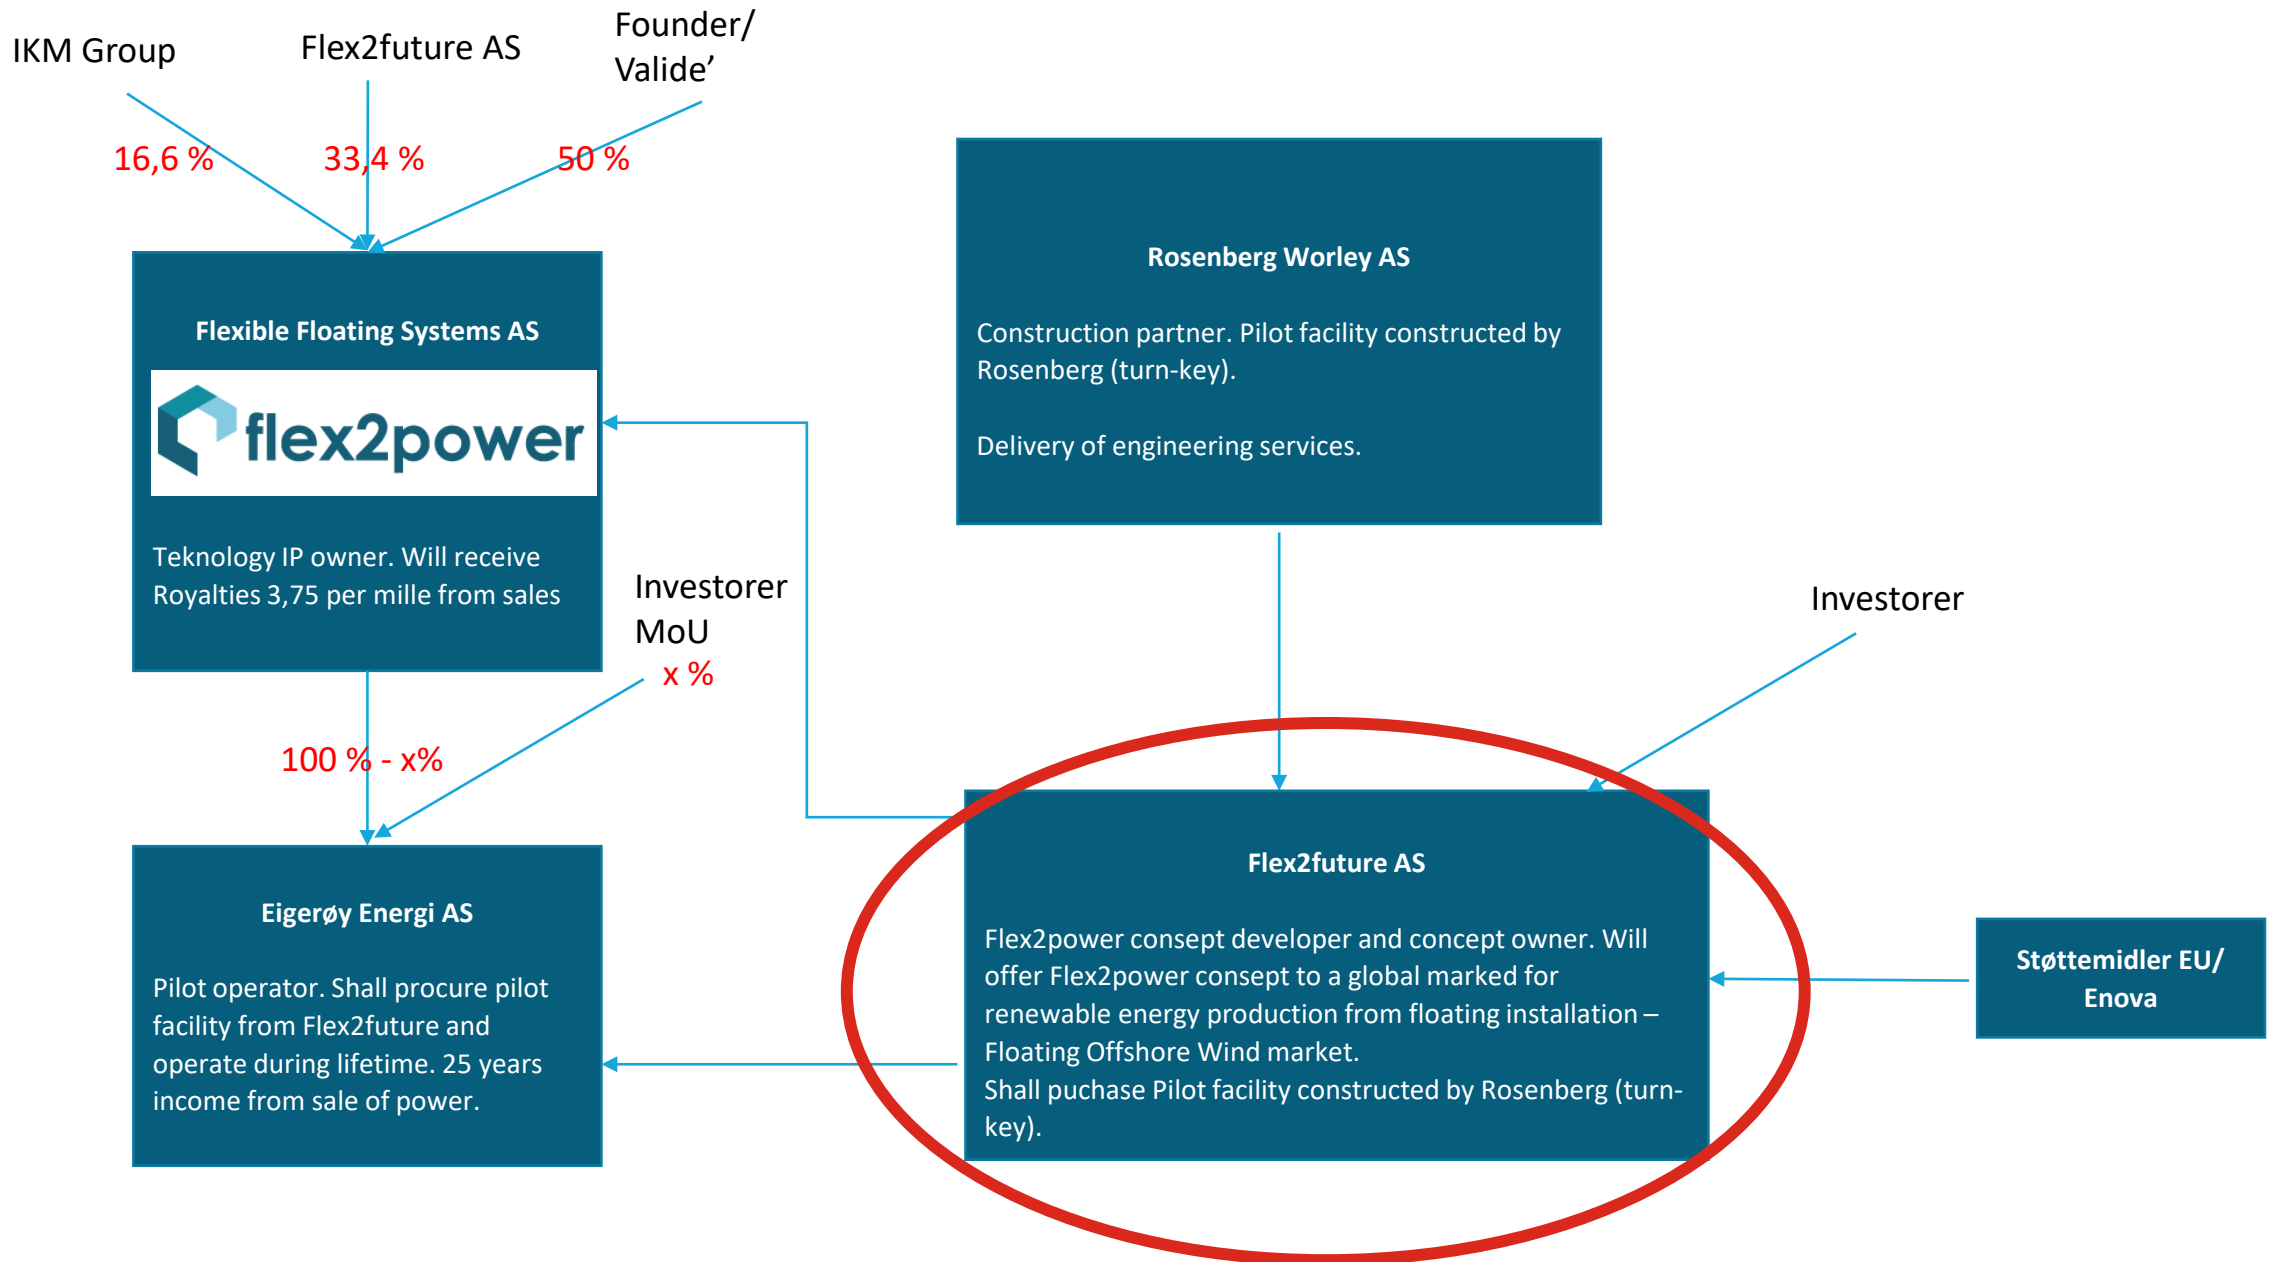 IKM Group
Flex2future AS
Founder/
Valide’
16,6 %
33,4 %
50 %
Flexible Floating Systems AS
flex2power
Teknology IP owner. Will receive
Royalties 3,75 per mille from sales
Rosenberg Worley AS
Construction partner. Pilot facility constructed by
Rosenberg (turn-key).
Delivery of engineering services.
Investorer
MoU
x %
Investorer
100 % - x%
Eigerøy Energi AS
Pilot operator. Shall procure pilot
facility from Flex2future and
operate during lifetime. 25 years
income from sale of power.
Flex2future AS
Flex2power consept developer and concept owner. Will
offer Flex2power consept to a global marked for
renewable energy production from floating installation –
Floating Offshore Wind market.
Shall puchase Pilot facility constructed by Rosenberg (turn-
key).
Støttemidler EU/
Enova